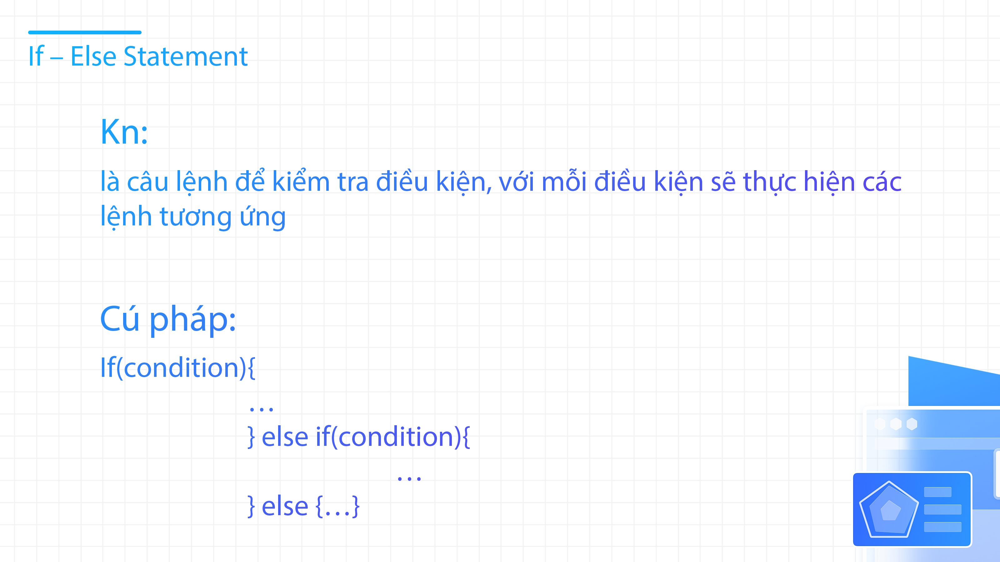 If – Else Statement
Kn:
là câu lệnh để kiểm tra điều kiện, với mỗi điều kiện sẽ thực hiện các
lệnh tương ứng
Cú pháp:
If(condition){
…
} else if(condition){
…
} else {…}